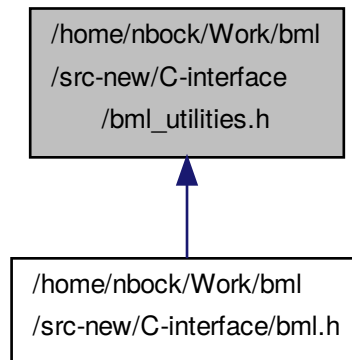 /home/nbock/Work/bml
/src-new/C-interface
/bml_utilities.h
/home/nbock/Work/bml
/src-new/C-interface/bml.h